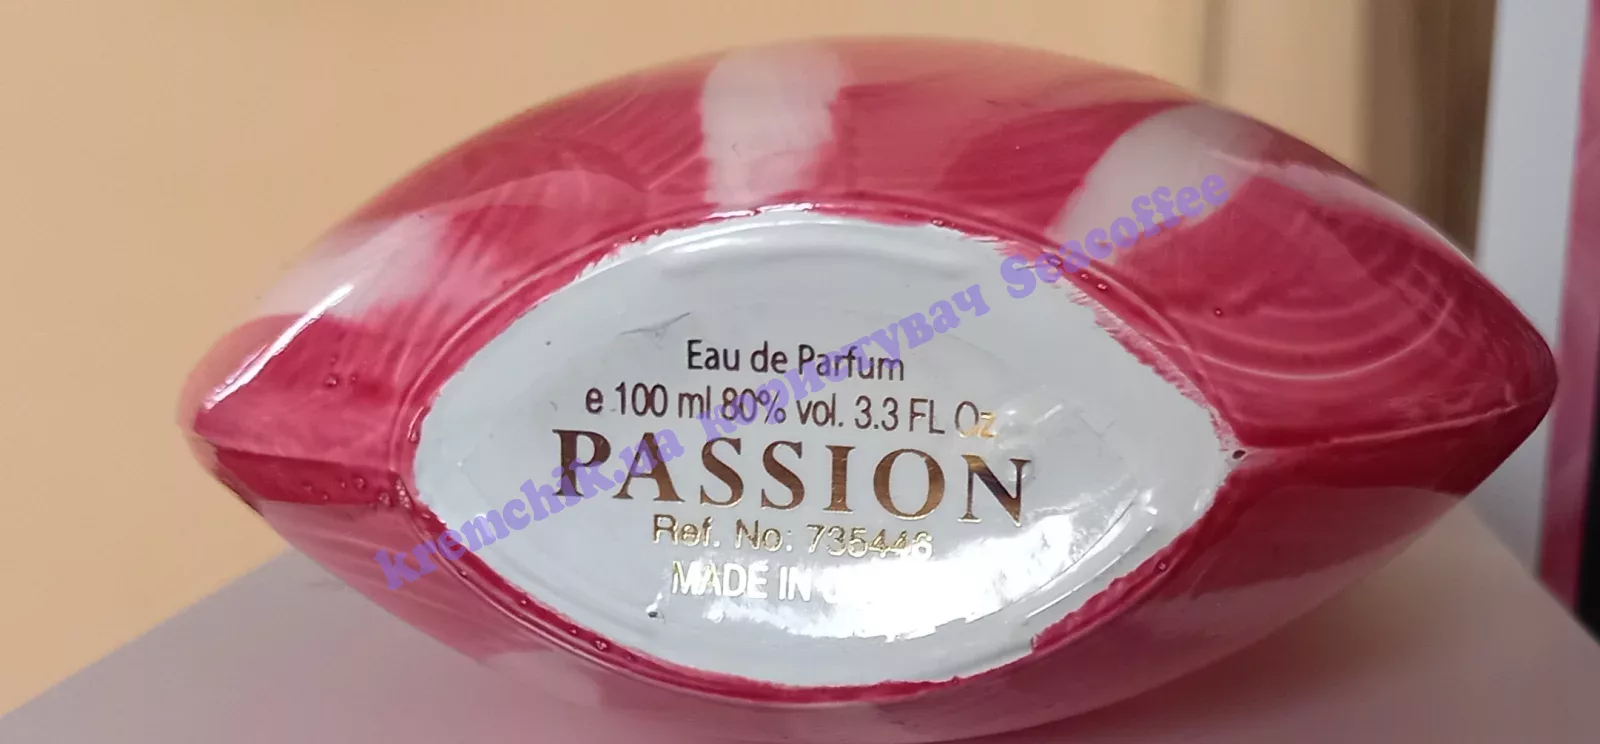 Eau de Parfum
e 100 ml 80% vol. 3.3 FL Oz
PASSION
Ref. No: 735446
MADE IN
kremchik.ua користувач Seacoffee